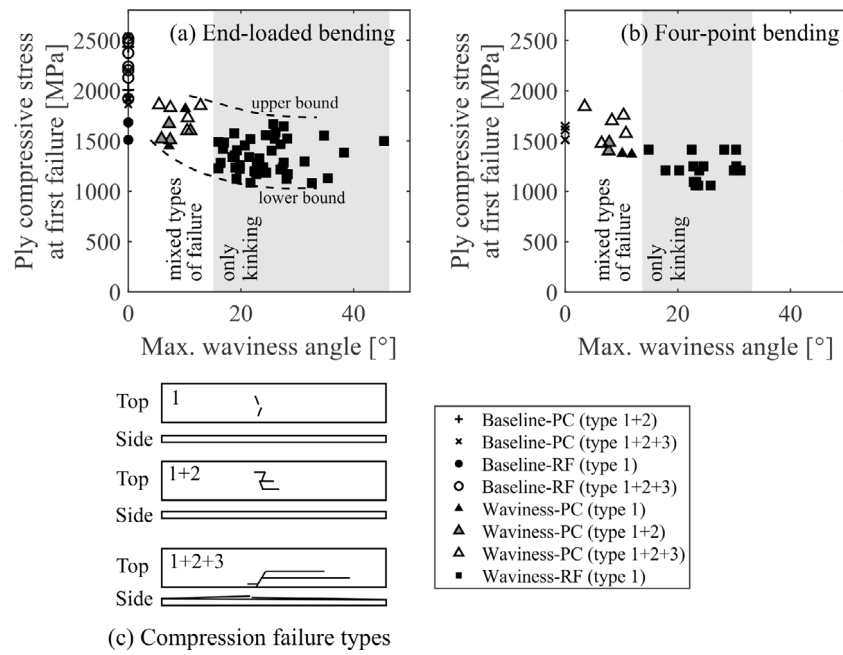 (a) End-loaded bending
Ply compressive stress
at first failure [MPa]
2500
2000
1500
1000
500
0
upper bound
lower bound
mixed types
of failure
only
kinking
0
20
40
Max. waviness angle [°]
(b) Four-point bending
Ply compressive stress
at first failure [MPa]
2500
2000
1500
1000
500
0
mixed types
of failure
only
kinking
0
20
40
Max. waviness angle [°]
Top
1
Side
Top
1+2
Side
Top
1+2+3
Side
(c) Compression failure types
Baseline-PC (type 1+2)
Baseline-PC (type 1+2+3)
Baseline-RF (type 1)
Baseline-RF (type 1+2+3)
Waviness-PC (type 1)
Waviness-PC (type 1+2)
Waviness-PC (type 1+2+3)
Waviness-RF (type 1)